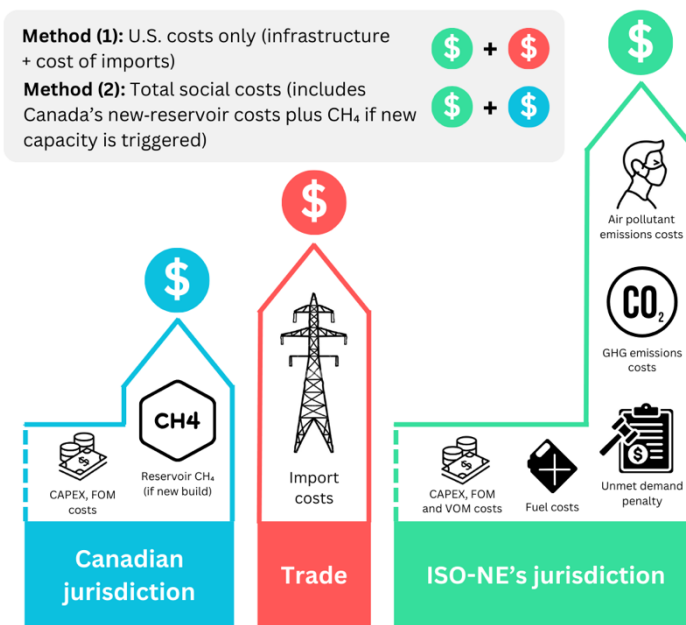 Method (1): U.S. costs only (infrastructure
+ cost of imports)
$ + $
Method (2): Total social costs (includes
Canada's new-reservoir costs plus CH₄ if new
capacity is triggered)
$ + $
$
$
$
Air pollutant
emissions costs
CO₂
GHG emissions
costs
CH4
Reservoir CH₄
(if new build)
CAPEX, FOM
costs
Import
costs
CAPEX, FOM
and VOM costs
Fuel costs
$
Unmet demand
penalty
Canadian
jurisdiction
Trade
ISO-NE's jurisdiction